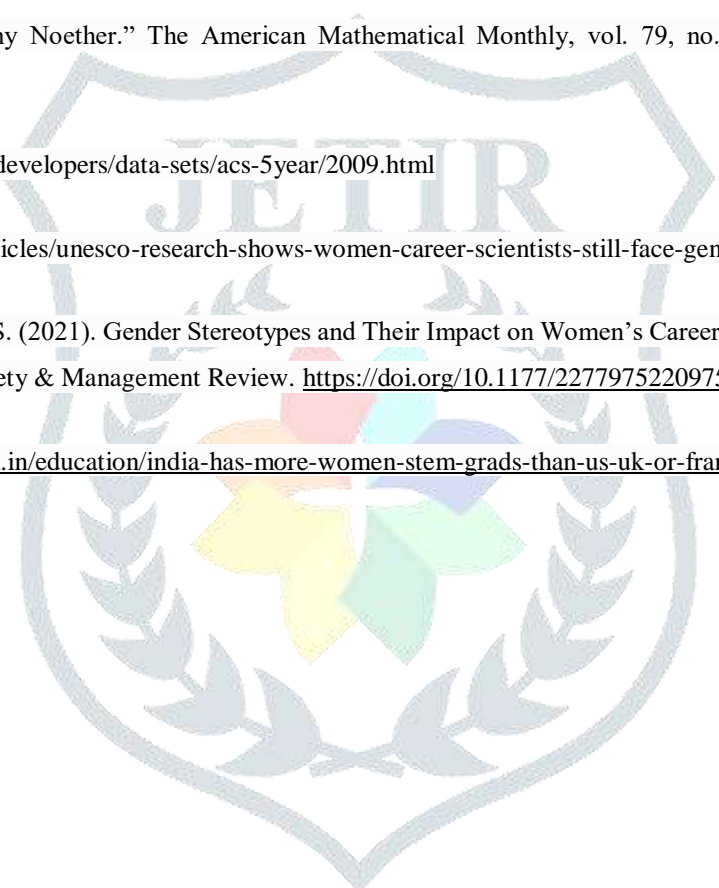 ny Noether.” The American Mathematical Monthly, vol. 79, no.
developers/data-sets/acs-5year/2009.html
JETIR
icles/unesco-research-shows-women-career-scientists-still-face-gen
S. (2021). Gender Stereotypes and Their Impact on Women’s Career
ety & Management Review. https://doi.org/10.1177/2277975220975
.in/education/india-has-more-women-stem-grads-than-us-uk-or-fra